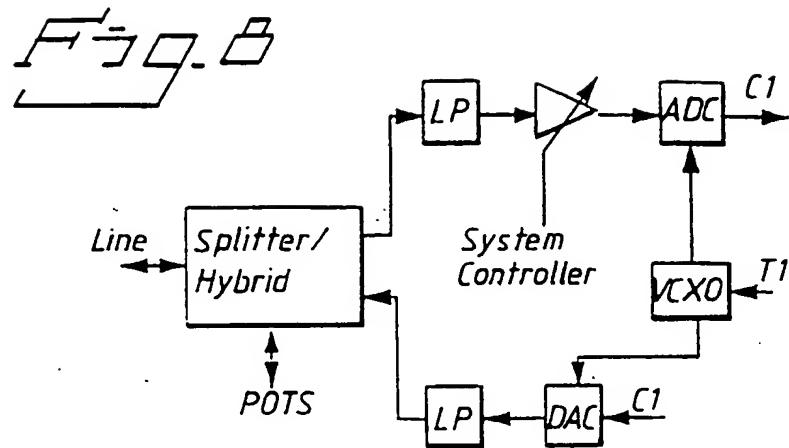 Fig. 8
LP
ADC
C1
Line
Splitter/
Hybrid
System
Controller
VCXO
T1
POTS
LP
DAC
C1